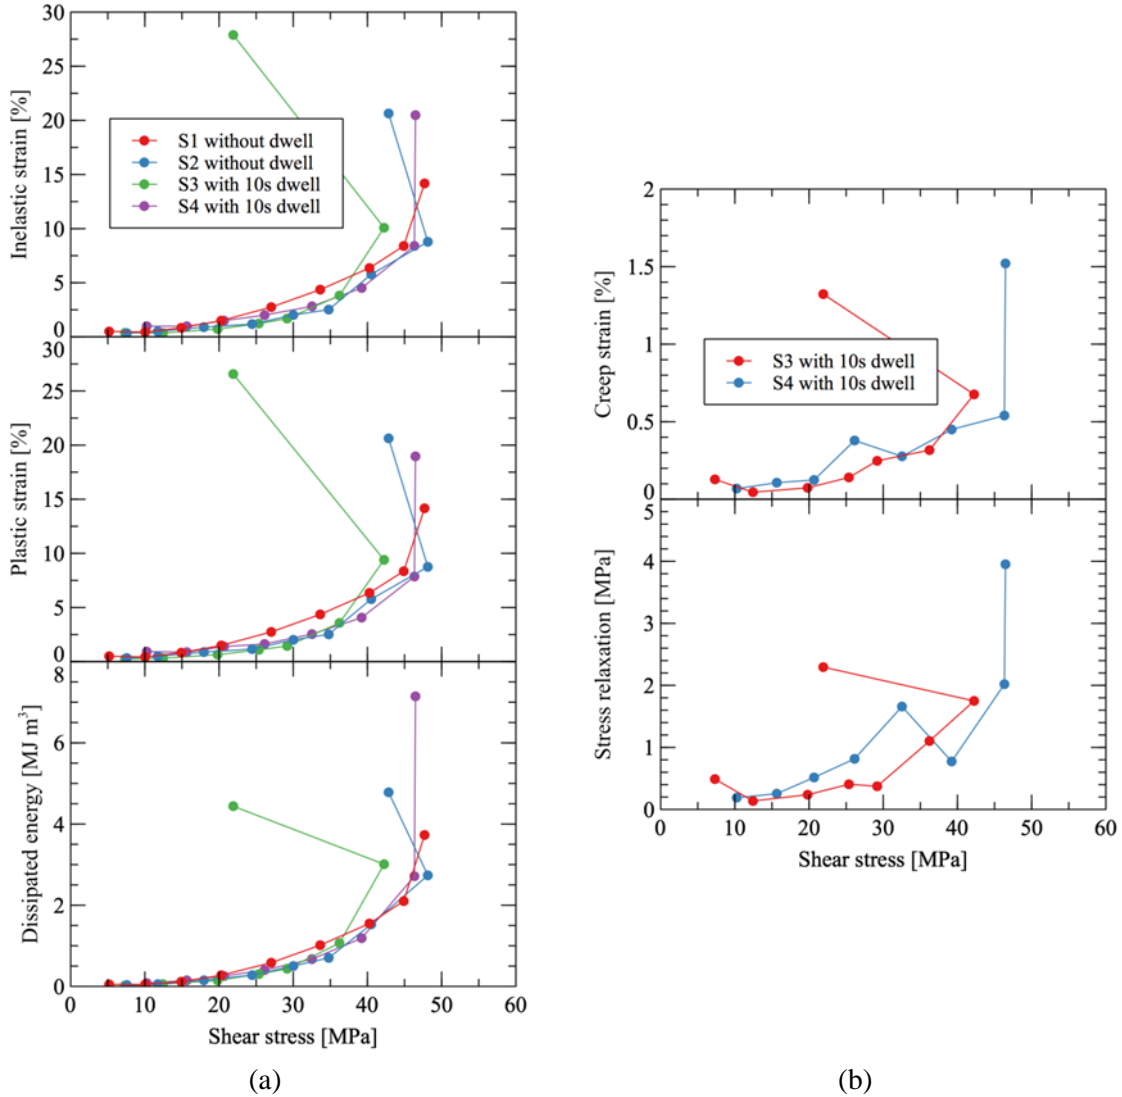 30
25
20
15
10
5
0
Inelastic strain [%]
S1 without dwell
S2 without dwell
S3 with 10s dwell
S4 with 10s dwell
30
25
20
15
10
5
0
Plastic strain [%]
8
6
4
2
0
Dissipated energy [MJ m³]
0 10 20 30 40 50 60
Shear stress [MPa]
(a)
2
1.5
1
0.5
0
Creep strain [%]
S3 with 10s dwell
S4 with 10s dwell
5
4
3
2
1
0
Stress relaxation [MPa]
0 10 20 30 40 50 60
Shear stress [MPa]
(b)